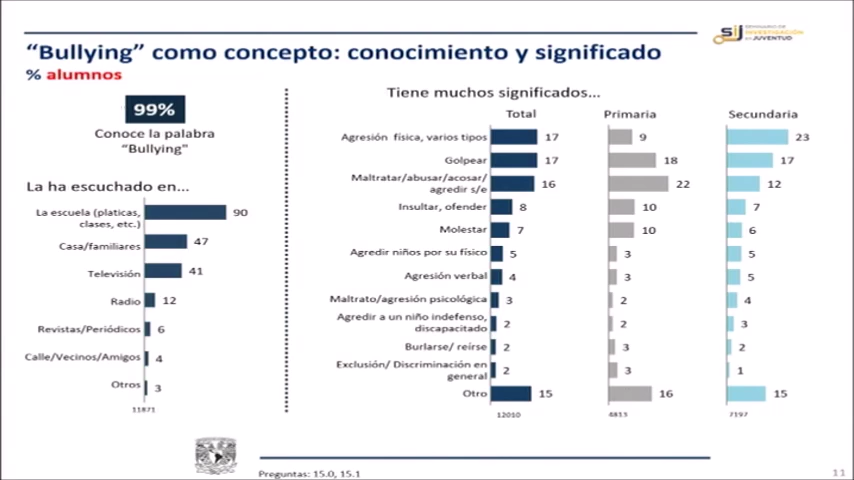 SEMINARIO DE
INVESTIGACIÓN
EN JUVENTUD
SIJ
“Bullying” como concepto: conocimiento y significado
% alumnos
99%
Conoce la palabra
“Bullying”
La ha escuchado en...
La escuela (platicas, clases, etc.) 90
Casa/familiares 47
Televisión 41
Radio 12
Revistas/Periódicos 6
Calle/Vecinos/Amigos 4
Otros 3
11871
Tiene muchos significados...
Total Primaria Secundaria
Agresión física, varios tipos 17 9 23
Golpear 17 18 17
Maltratar/abusar/acosar/ agredir s/e 16 22 12
Insultar, ofender 8 10 7
Molestar 7 10 6
Agredir niños por su físico 5 3 5
Agresión verbal 4 3 5
Maltrato/agresión psicológica 3 2 4
Agredir a un niño indefenso, discapacitado 2 2 3
Burlarse/ reírse 2 3 2
Exclusión/ Discriminación en general 2 3 1
Otro 15 16 15
12010 4813 7197
Preguntas: 15.0, 15.1
11